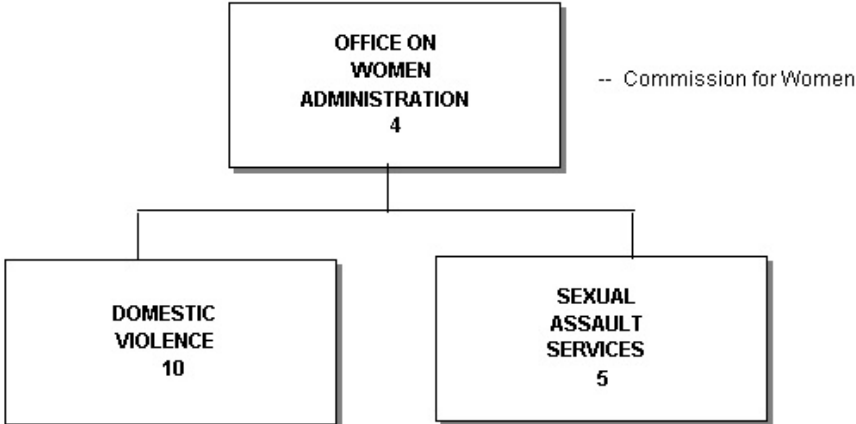 OFFICE ON
WOMEN
ADMINISTRATION
4
-- Commission for Women
DOMESTIC
VIOLENCE
10
SEXUAL
ASSAULT
SERVICES
5